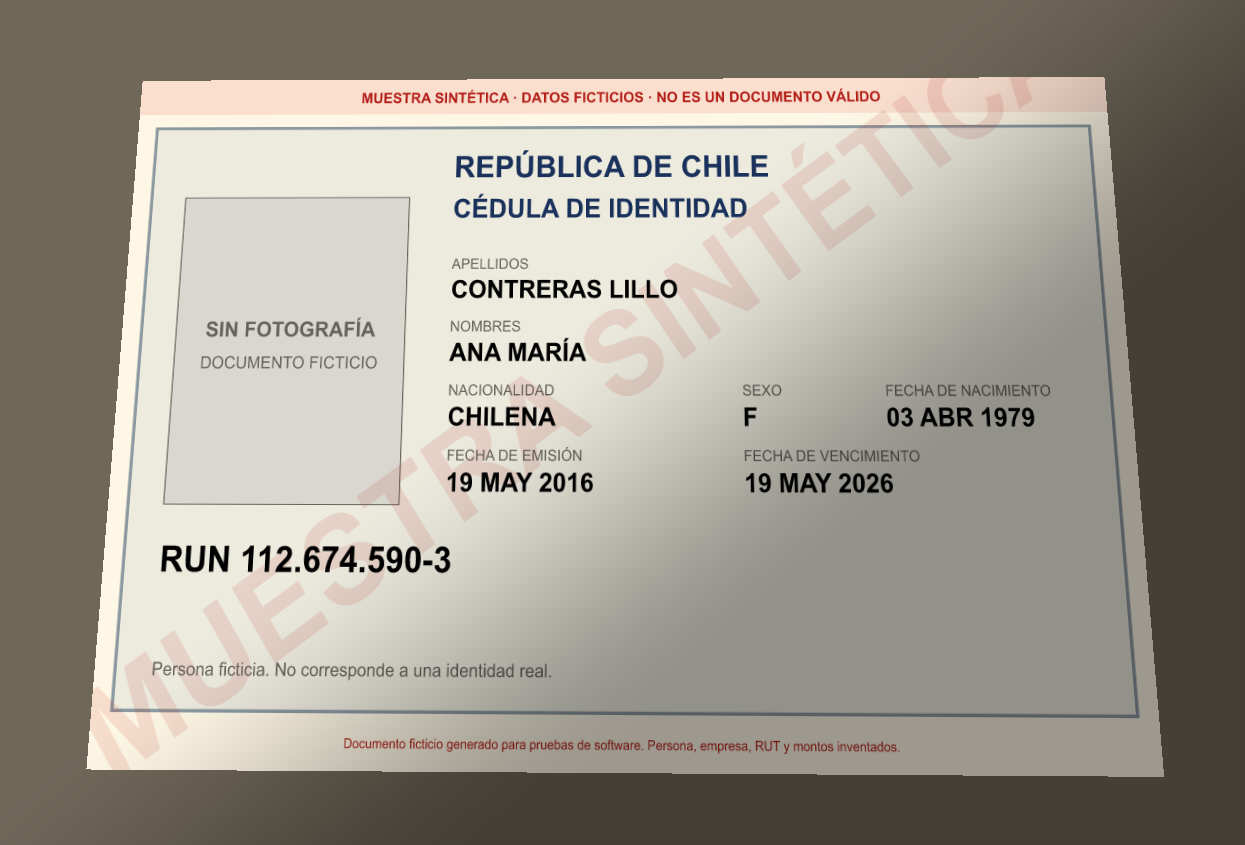 MUESTRA SINTÉTICA · DATOS FICTICIOS · NO ES UN DOCUMENTO VÁLIDO
REPÚBLICA DE CHILE
CÉDULA DE IDENTIDAD
SIN FOTOGRAFÍA
DOCUMENTO FICTICIO
APELLIDOS
CONTRERAS LILLO
NOMBRES
ANA MARÍA
NACIONALIDAD SEXO FECHA DE NACIMIENTO
CHILENA F 03 ABR 1979
FECHA DE EMISIÓN FECHA DE VENCIMIENTO
19 MAY 2016 19 MAY 2026
RUN 112.674.590-3
Persona ficticia. No corresponde a una identidad real.
Documento ficticio generado para pruebas de software. Persona, empresa, RUT y montos inventados.
MUESTRA SINTÉTICA